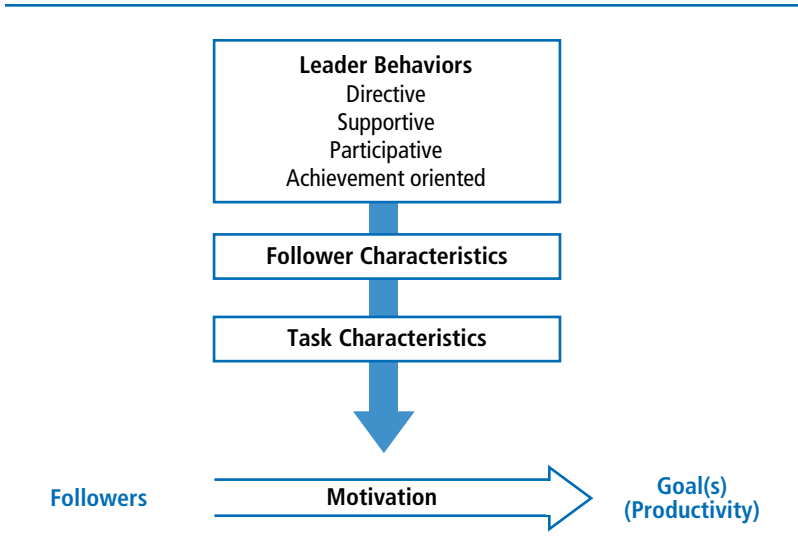 Leader Behaviors
Directive
Supportive
Participative
Achievement oriented
Follower Characteristics
Task Characteristics
Followers
Motivation
Goal(s)
(Productivity)